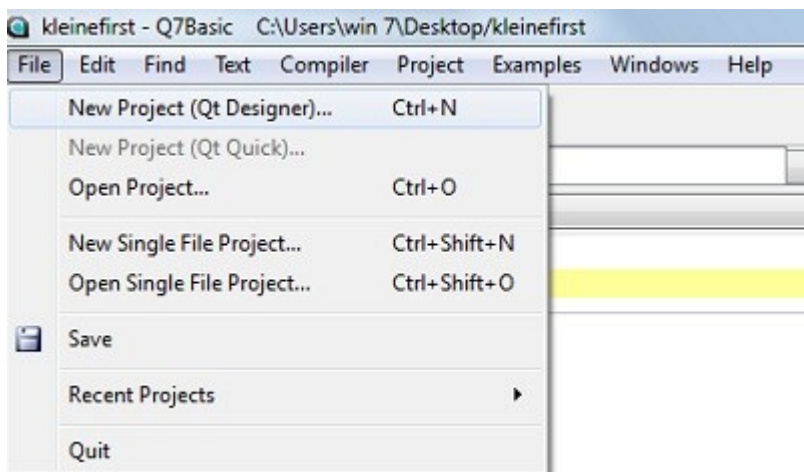 kleinefirst - Q7Basic C:\Users\win 7\Desktop/kleinefirst
File Edit Find Text Compiler Project Examples Windows Help
New Project (Qt Designer)... Ctrl+N
New Project (Qt Quick)...
Open Project... Ctrl+O
New Single File Project... Ctrl+Shift+N
Open Single File Project... Ctrl+Shift+O
Save
Recent Projects
Quit